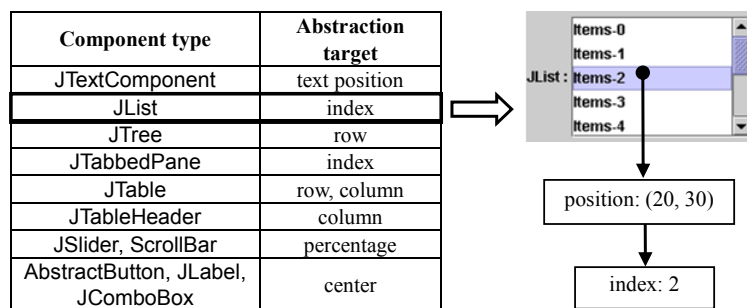 Component type
Abstraction
target
JTextComponent
text position
JList
index
JTree
row
JTabbedPane
index
JTable
row, column
JTableHeader
column
JSlider, ScrollBar
percentage
AbstractButton, JLabel,
JComboBox
center
JList :
Items-0
Items-1
Items-2
Items-3
Items-4
position: (20, 30)
index: 2